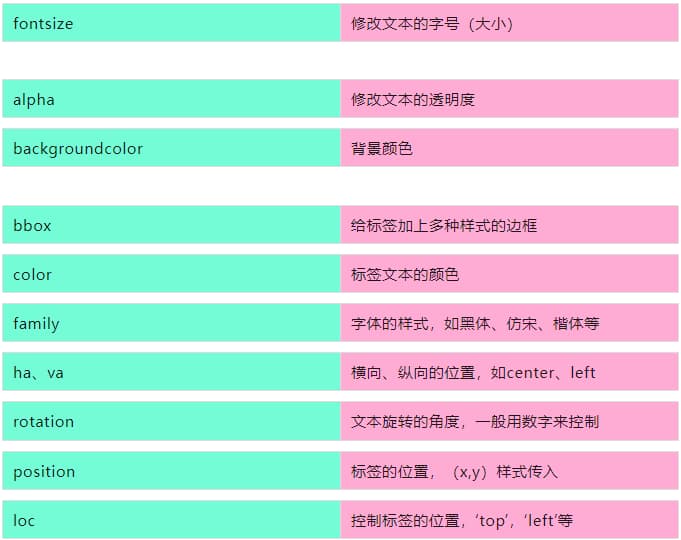 fontsize 修改文本的字号（大小）
alpha 修改文本的透明度
backgroundcolor 背景颜色
bbox 给标签加上多种样式的边框
color 标签文本的颜色
family 字体的样式，如黑体、仿宋、楷体等
ha、va 横向、纵向的位置，如center、left
rotation 文本旋转的角度，一般用数字来控制
position 标签的位置，（x,y）样式传入
loc 控制标签的位置，‘top’，‘left’等